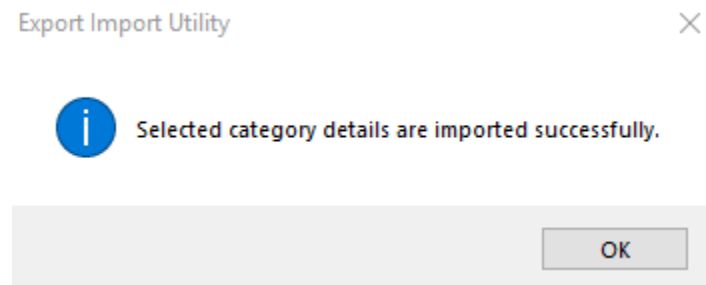 Export Import Utility
Selected category details are imported successfully.
OK